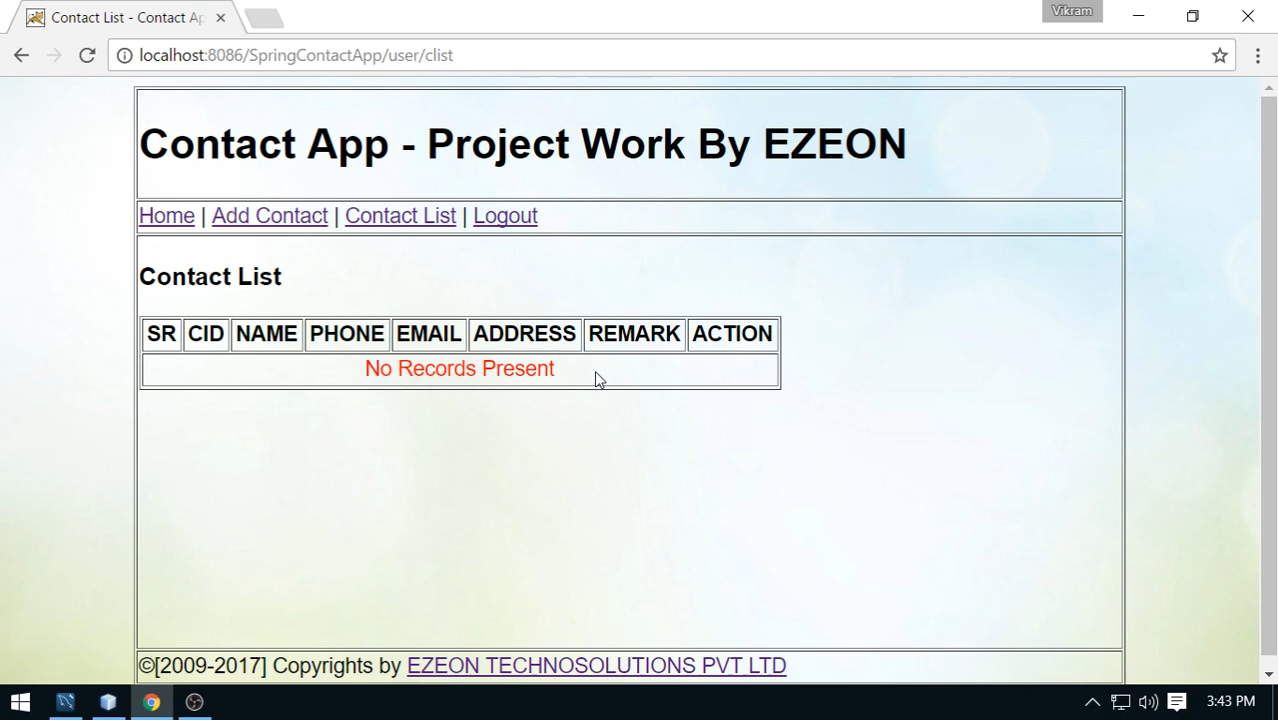 Contact List - Contact Ap
Vikram
localhost:8086/SpringContactApp/user/clist
Contact App - Project Work By EZEON
Home | Add Contact | Contact List | Logout
Contact List
SR CID NAME PHONE EMAIL ADDRESS REMARK ACTION
No Records Present
©[2009-2017] Copyrights by EZEON TECHNOSOLUTIONS PVT LTD
3:43 PM